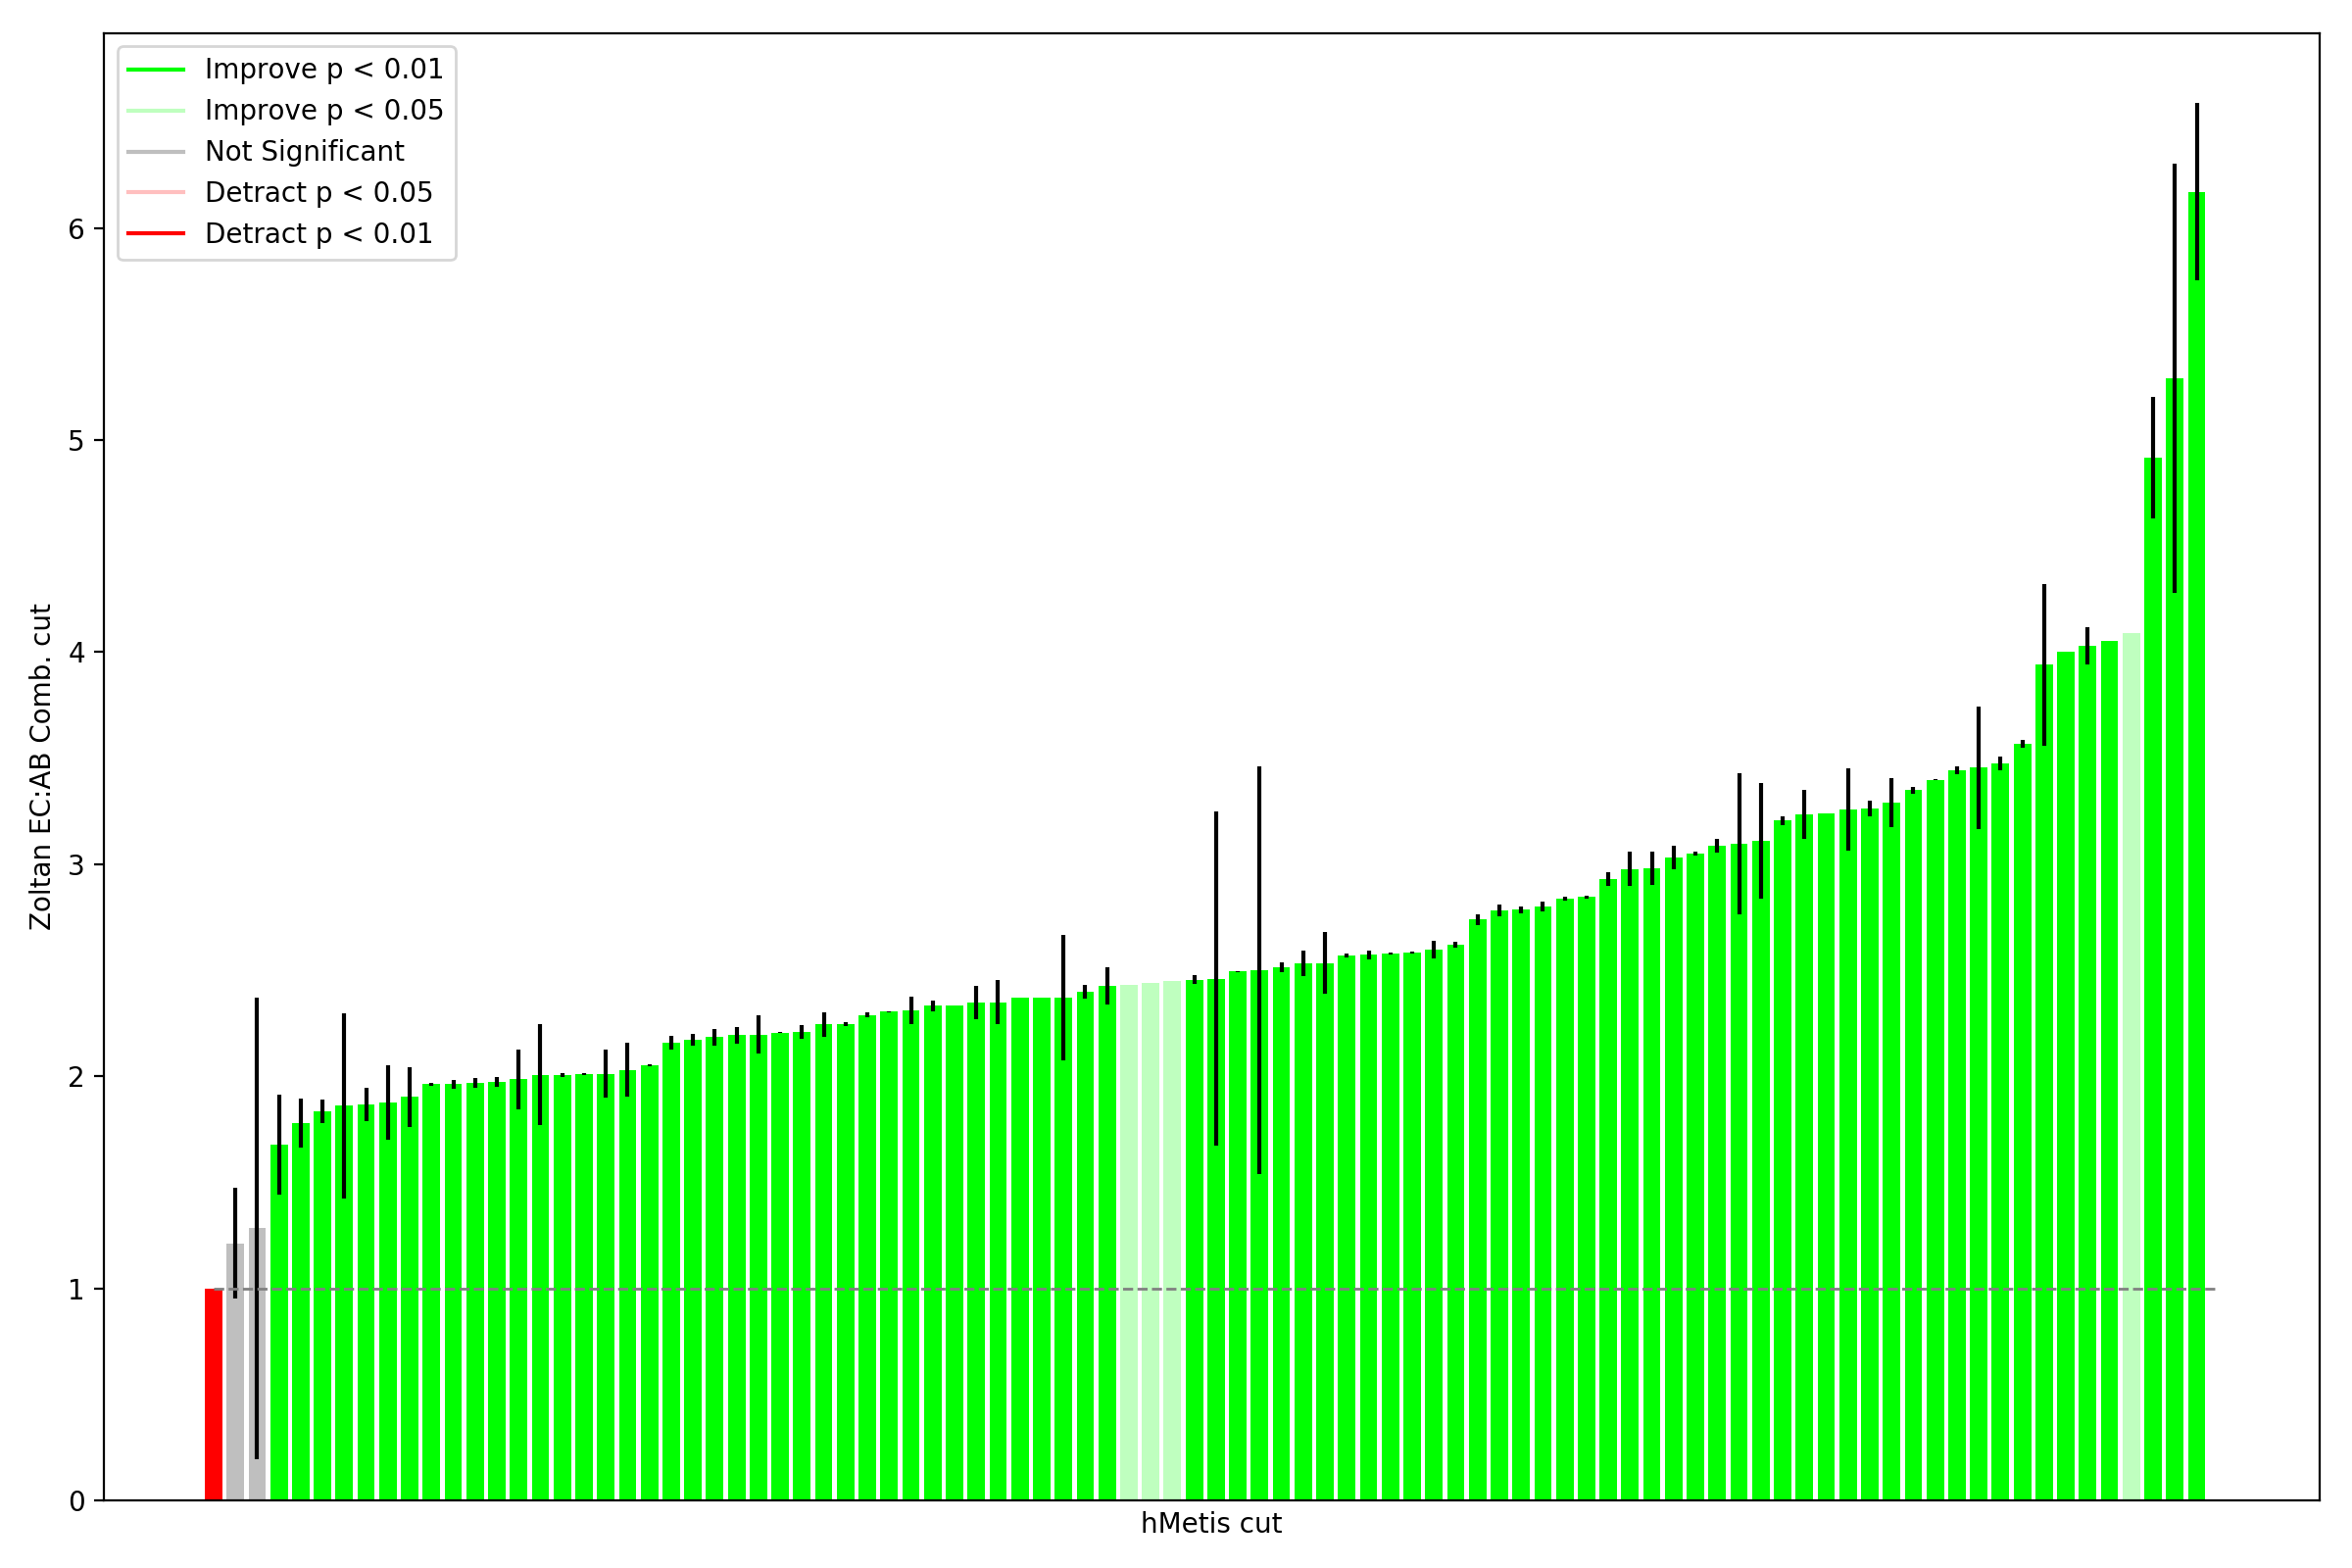 Improve p < 0.01
Improve p < 0.05
Not Significant
Detract p < 0.05
Detract p < 0.01
6
5
4
3
2
1
0
Zoltan EC:AB Comb. cut
hMetis cut